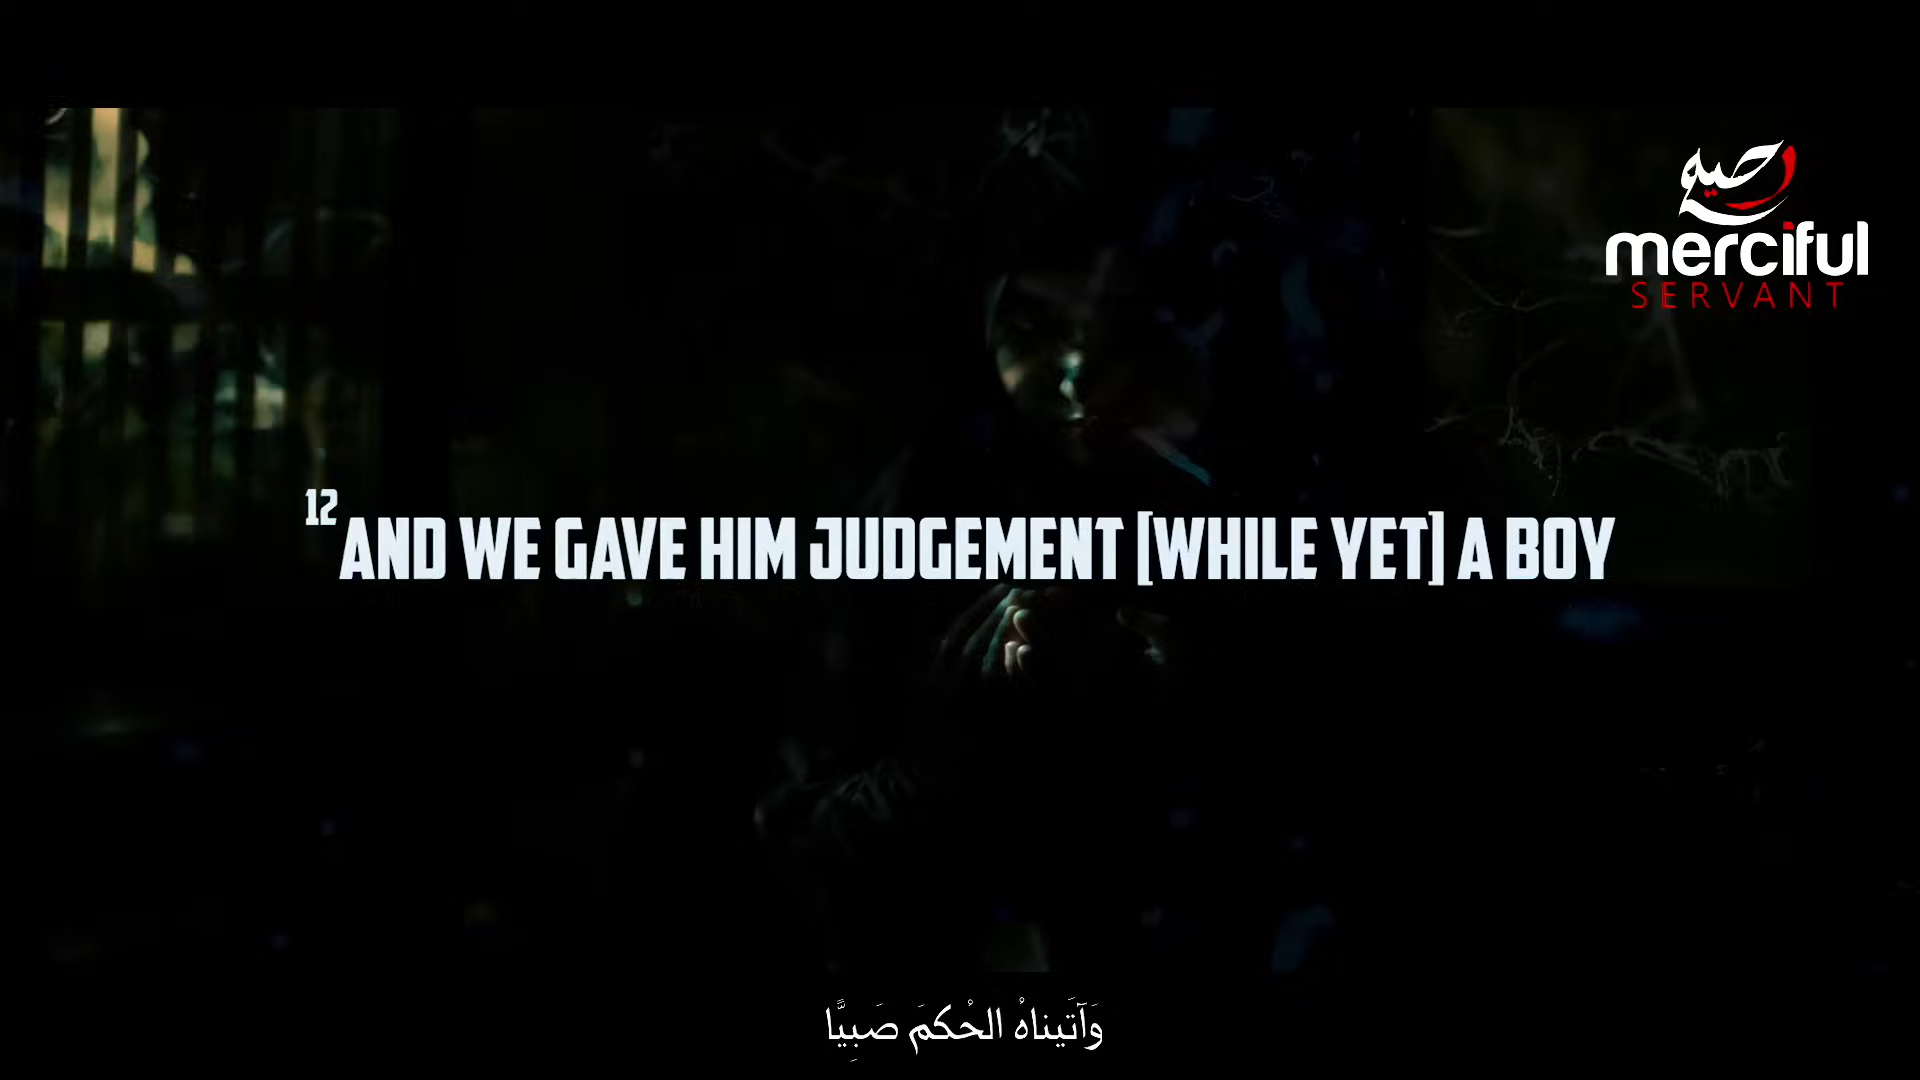 رحيم
merciful
SERVANT
12 AND WE GAVE HIM JUDGEMENT [WHILE YET] A BOY
وَآتَيناهُ الحُكمَ صَبِيًّا